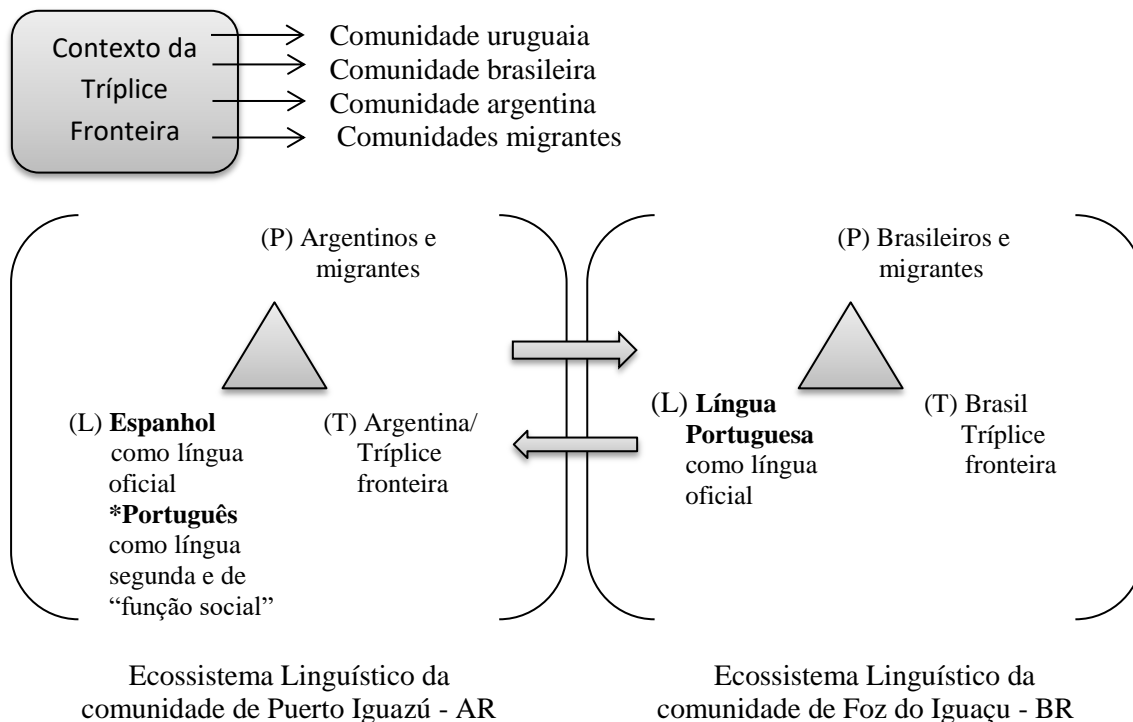 Contexto da
Tríplice
Fronteira
Comunidade uruguaia
Comunidade brasileira
Comunidade argentina
Comunidades migrantes
(P) Argentinos e
migrantes
(L) Espanhol
como língua
oficial
*Português
como língua
segunda e de
“função social”
(T) Argentina/
Tríplice
fronteira
(P) Brasileiros e
migrantes
(L) Língua
Portuguesa
como língua
oficial
(T) Brasil
Tríplice
fronteira
Ecossistema Linguístico da
comunidade de Puerto Iguazú - AR
Ecossistema Linguístico da
comunidade de Foz do Iguaçu - BR